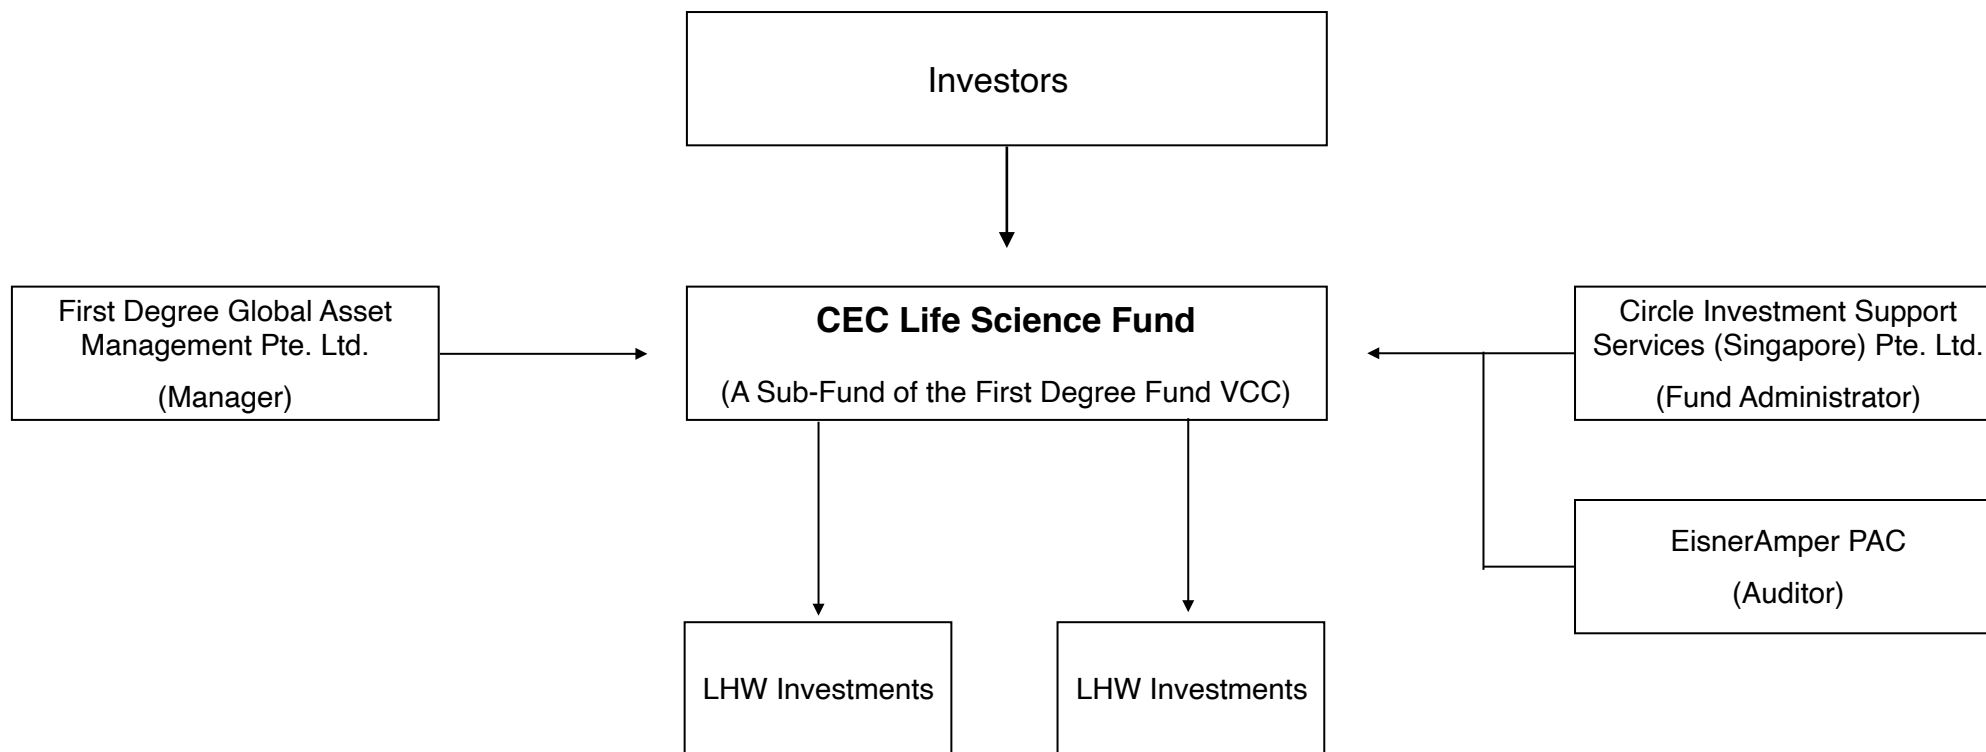 Investors
First Degree Global Asset
Management Pte. Ltd.
(Manager)
CEC Life Science Fund
(A Sub-Fund of the First Degree Fund VCC)
Circle Investment Support
Services (Singapore) Pte. Ltd.
(Fund Administrator)
EisnerAmper PAC
(Auditor)
LHW Investments
LHW Investments